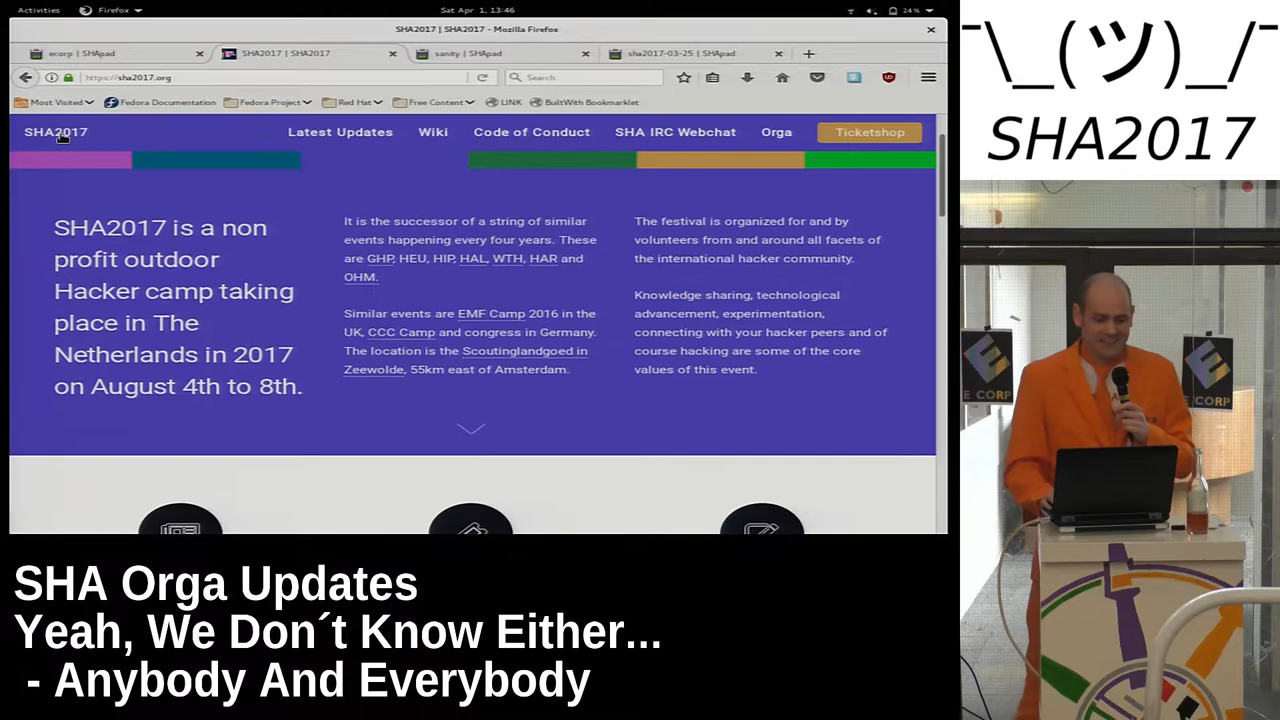 Activities Firefox Sat Apr 1, 13:46 24%
SHA2017 | SHA2017 - Mozilla Firefox
ecorp | SHApad SHA2017 | SHA2017 sanity | SHApad sha2017-03-25 | SHApad
https://sha2017.org Search
Most Visited Fedora Documentation Fedora Project Red Hat Free Content LINK BuiltWith Bookmarklet
SHA2017 Latest Updates Wiki Code of Conduct SHA IRC Webchat Orga Ticketshop
SHA2017 is a non
profit outdoor
Hacker camp taking
place in The
Netherlands in 2017
on August 4th to 8th.
It is the successor of a string of similar
events happening every four years. These
are GHP, HEU, HIP, HAL, WTH, HAR and
OHM.
Similar events are EMF Camp 2016 in the
UK, CCC Camp and congress in Germany.
The location is the Scoutinglandgoed in
Zeewolde, 55km east of Amsterdam.
The festival is organized for and by
volunteers from and around all facets of
the international hacker community.
Knowledge sharing, technological
advancement, experimentation,
connecting with your hacker peers and of
course hacking are some of the core
values of this event.
¯\_(ツ)_/¯
SHA2017
E CORP
E CORP
SHA Orga Updates
Yeah, We Don´t Know Either...
- Anybody And Everybody